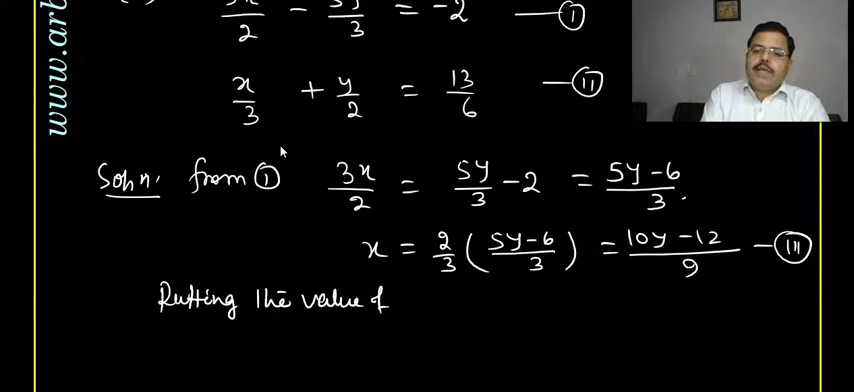 3x/2 - 5y/3 = -2 —— Ⓘ
x/3 + y/2 = 13/6 —— ⓘⓘ
Soln. from Ⓘ 3x/2 = 5y/3 - 2 = 5y-6/3.
x = 2/3 (5y-6/3) = 10y-12/9 —— ⓘⓘⓘ
Putting the value of
www.arb